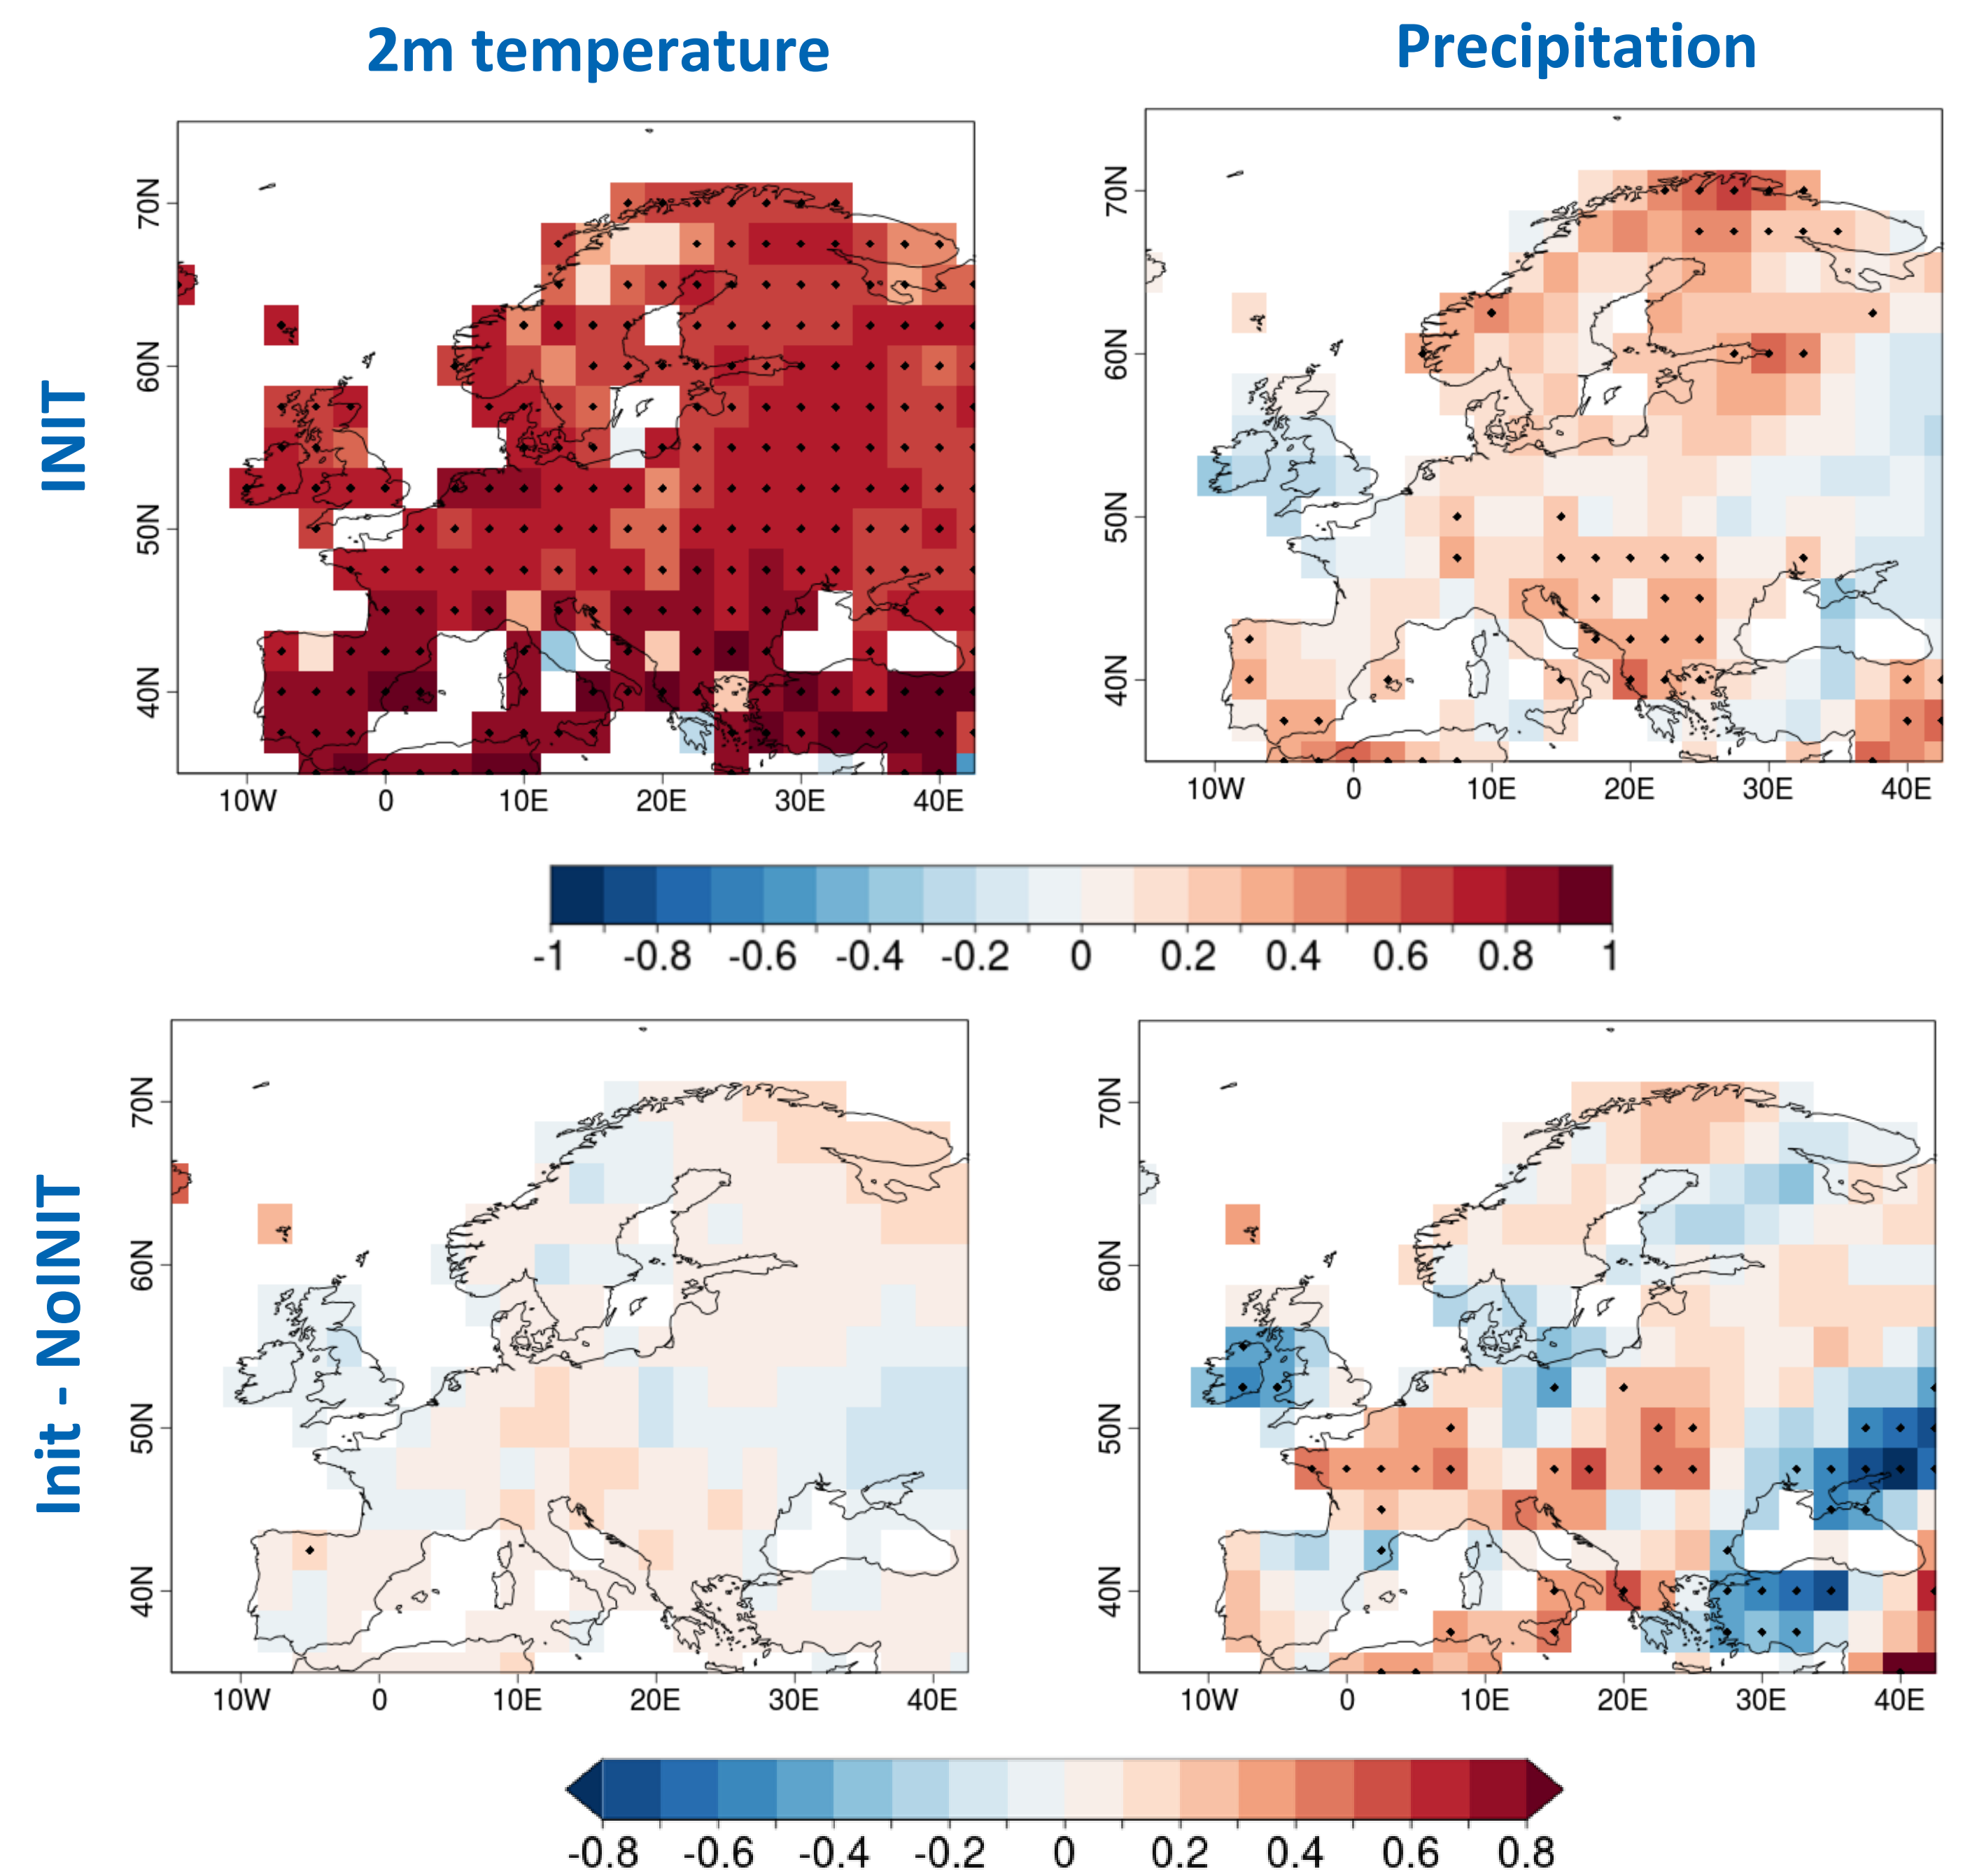 2m temperature
Precipitation
INIT
70N
60N
50N
40N
10W 0 10E 20E 30E 40E
70N
60N
50N
40N
10W 0 10E 20E 30E 40E
-1 -0.8 -0.6 -0.4 -0.2 0 0.2 0.4 0.6 0.8 1
Init - NoINIT
70N
60N
50N
40N
10W 0 10E 20E 30E 40E
70N
60N
50N
40N
10W 0 10E 20E 30E 40E
-0.8 -0.6 -0.4 -0.2 0 0.2 0.4 0.6 0.8